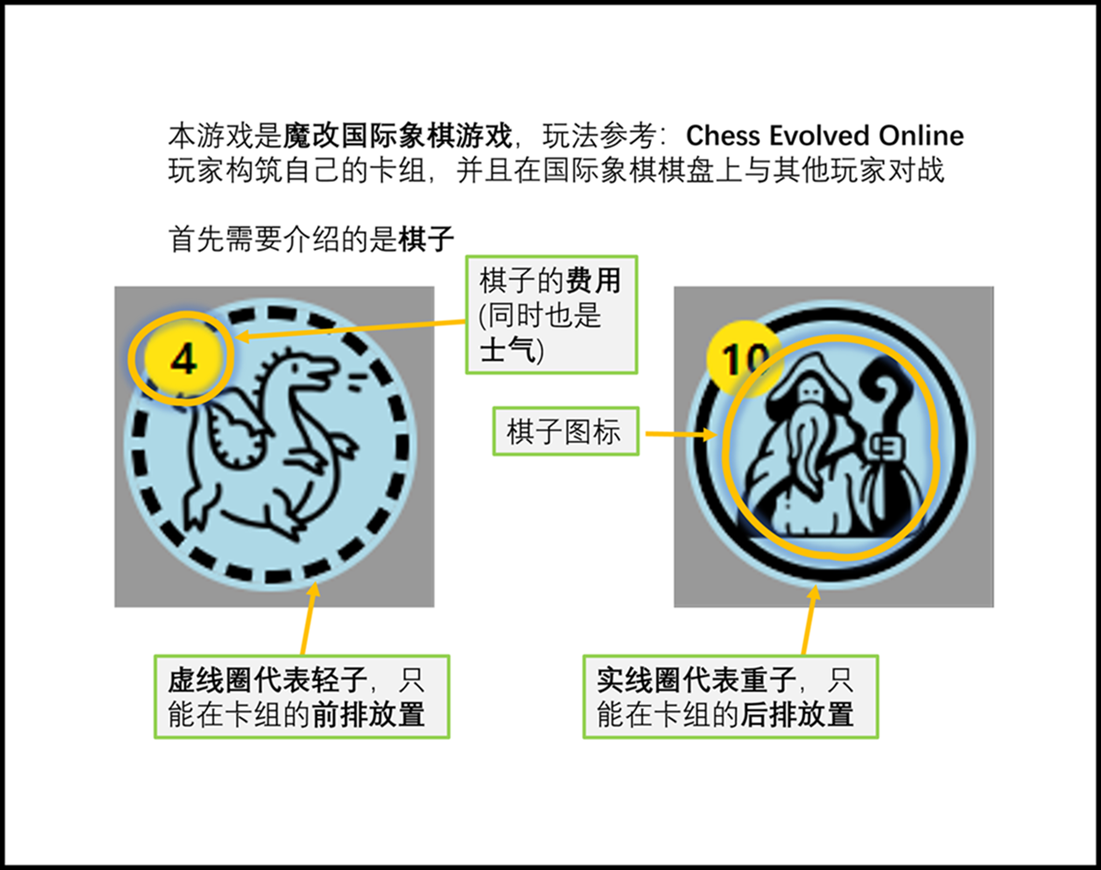 本游戏是魔改国际象棋游戏，玩法参考：Chess Evolved Online
玩家构筑自己的卡组，并且在国际象棋棋盘上与其他玩家对战
首先需要介绍的是棋子
棋子的费用
(同时也是
士气)
4
10
棋子图标
虚线圈代表轻子，只
能在卡组的前排放置
实线圈代表重子，只
能在卡组的后排放置